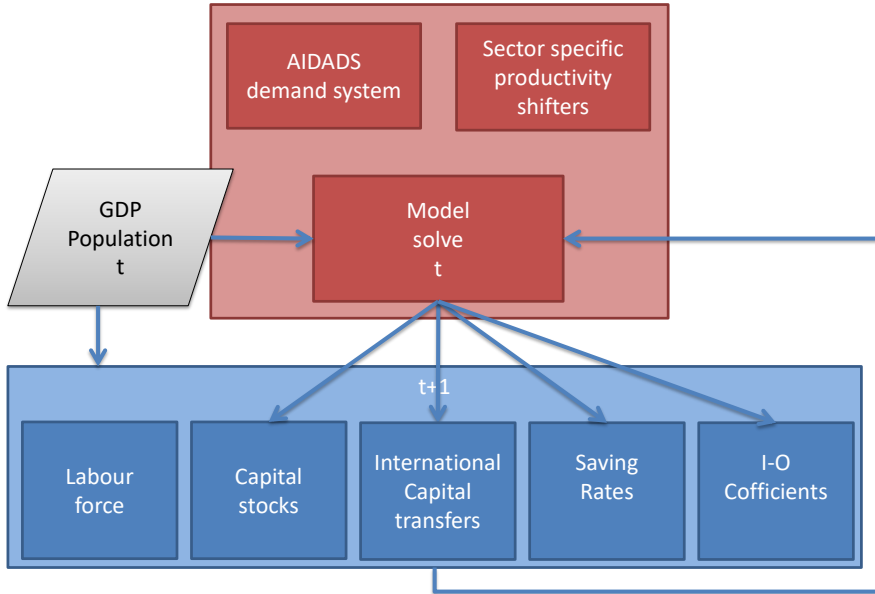 AIDADS
demand system
Sector specific
productivity
shifters
GDP
Population
t
Model
solve
t
t+1
Labour
force
Capital
stocks
International
Capital
transfers
Saving
Rates
I-O
Cofficients